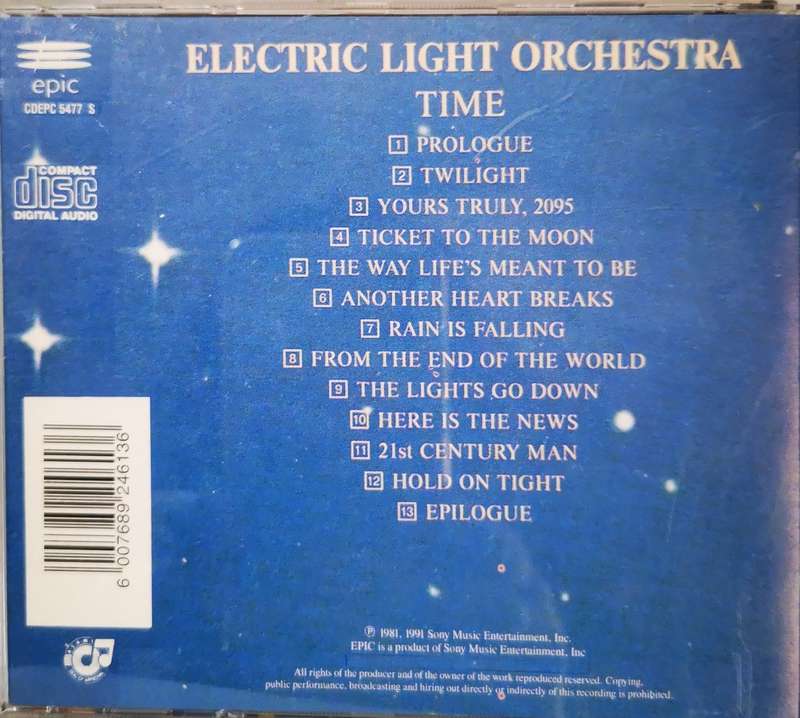 epic
CDEPC 5477 S
COMPACT
disc
DIGITAL AUDIO
ELECTRIC LIGHT ORCHESTRA
TIME
1 PROLOGUE
2 TWILIGHT
3 YOURS TRULY, 2095
4 TICKET TO THE MOON
5 THE WAY LIFE'S MEANT TO BE
6 ANOTHER HEART BREAKS
7 RAIN IS FALLING
8 FROM THE END OF THE WORLD
9 THE LIGHTS GO DOWN
10 HERE IS THE NEWS
11 21st CENTURY MAN
12 HOLD ON TIGHT
13 EPILOGUE
6 007689 246136
℗ 1981, 1991 Sony Music Entertainment, Inc.
EPIC is a product of Sony Music Entertainment, Inc
All rights of the producer and of the owner of the work reproduced reserved. Copying,
public performance, broadcasting and hiring out directly or indirectly of this recording is prohibited.